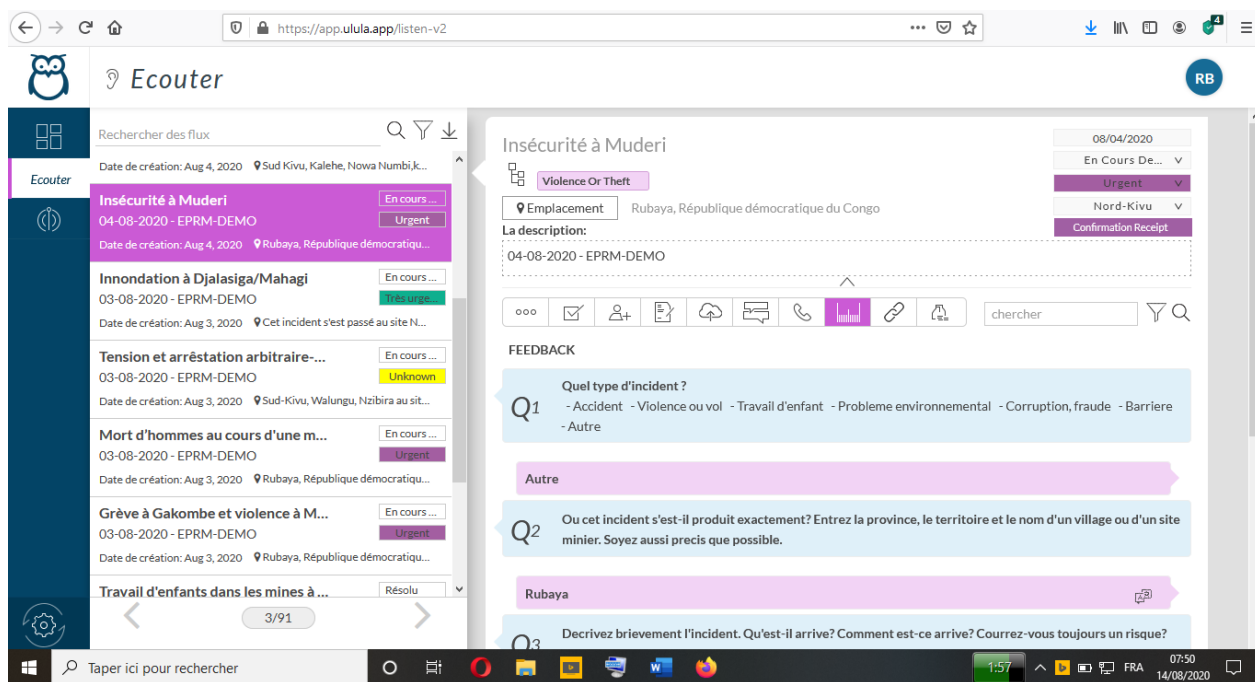 https://app.ulula.app/listen-v2
4
Ecouter
RB
Rechercher des flux
Ecouter
Date de création: Aug 4, 2020 Sud Kivu, Kalehe, Nowa Numbi,k...
Insécurité à Muderi
En cours ...
04-08-2020 - EPRM-DEMO
Urgent
Date de création: Aug 4, 2020 Rubaya, République démocratiqu...
Innondation à Djalasiga/Mahagi
En cours ...
03-08-2020 - EPRM-DEMO
Très urge...
Date de création: Aug 3, 2020 Cet incident s'est passé au site N...
Tension et arrêstation arbitraire-...
En cours ...
03-08-2020 - EPRM-DEMO
Unknown
Date de création: Aug 3, 2020 Sud-Kivu, Walungu, Nzibira au sit...
Mort d'hommes au cours d'une m...
En cours ...
03-08-2020 - EPRM-DEMO
Urgent
Date de création: Aug 3, 2020 Rubaya, République démocratiqu...
Grève à Gakombe et violence à M...
En cours ...
03-08-2020 - EPRM-DEMO
Urgent
Date de création: Aug 3, 2020 Rubaya, République démocratiqu...
Travail d'enfants dans les mines à ...
Résolu
3/91
Insécurité à Muderi
08/04/2020
En Cours De...
Violence Or Theft
Urgent
Emplacement
Rubaya, République démocratique du Congo
Nord-Kivu
La description:
Confirmation Receipt
04-08-2020 - EPRM-DEMO
chercher
FEEDBACK
Q1
Quel type d'incident ?
- Accident - Violence ou vol - Travail d'enfant - Probleme environnemental - Corruption, fraude - Barriere
- Autre
Autre
Q2
Ou cet incident s'est-il produit exactement? Entrez la province, le territoire et le nom d'un village ou d'un site
minier. Soyez aussi precis que possible.
Rubaya
Q3
Decrivez brievement l'incident. Qu'est-il arrive? Comment est-ce arrive? Courrez-vous toujours un risque?
Taper ici pour rechercher
1:57
FRA
07:50
14/08/2020